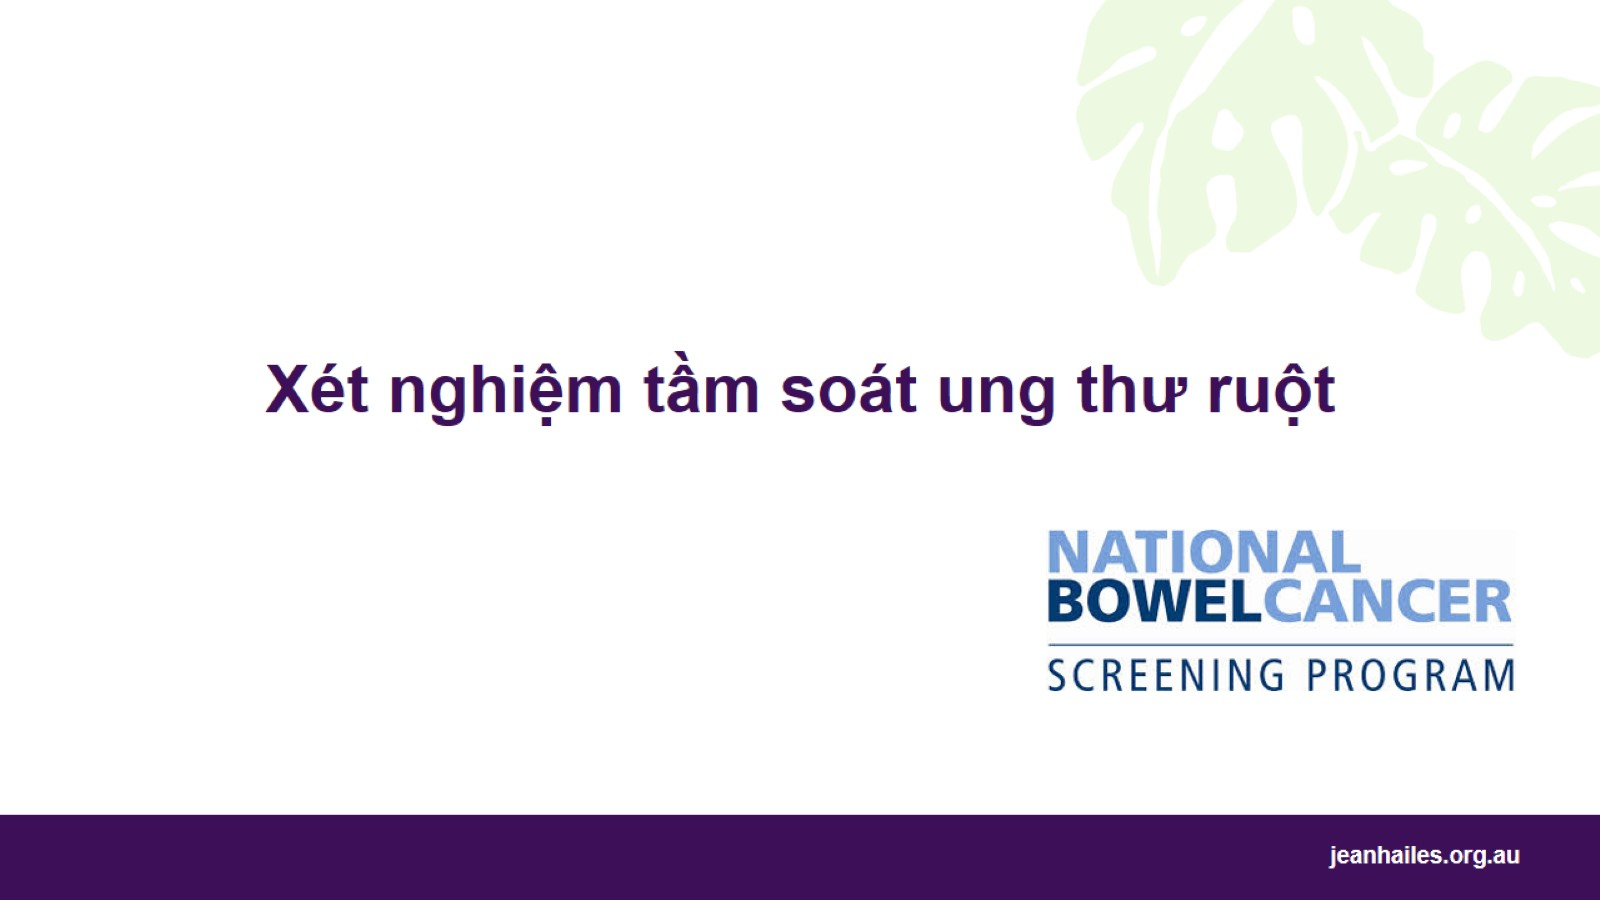 Xét nghiệm tầm soát ung thư ruột
NATIONAL
BOWELCANCER
SCREENING PROGRAM
jeanhailes.org.au